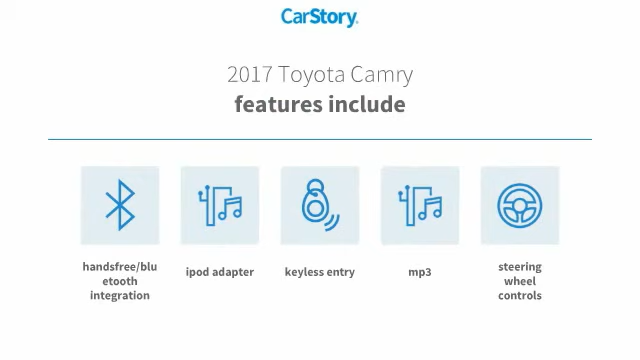 CarStory.
2017 Toyota Camry
features include
handsfree/blu
etooth
integration
ipod adapter
keyless entry
mp3
steering
wheel
controls